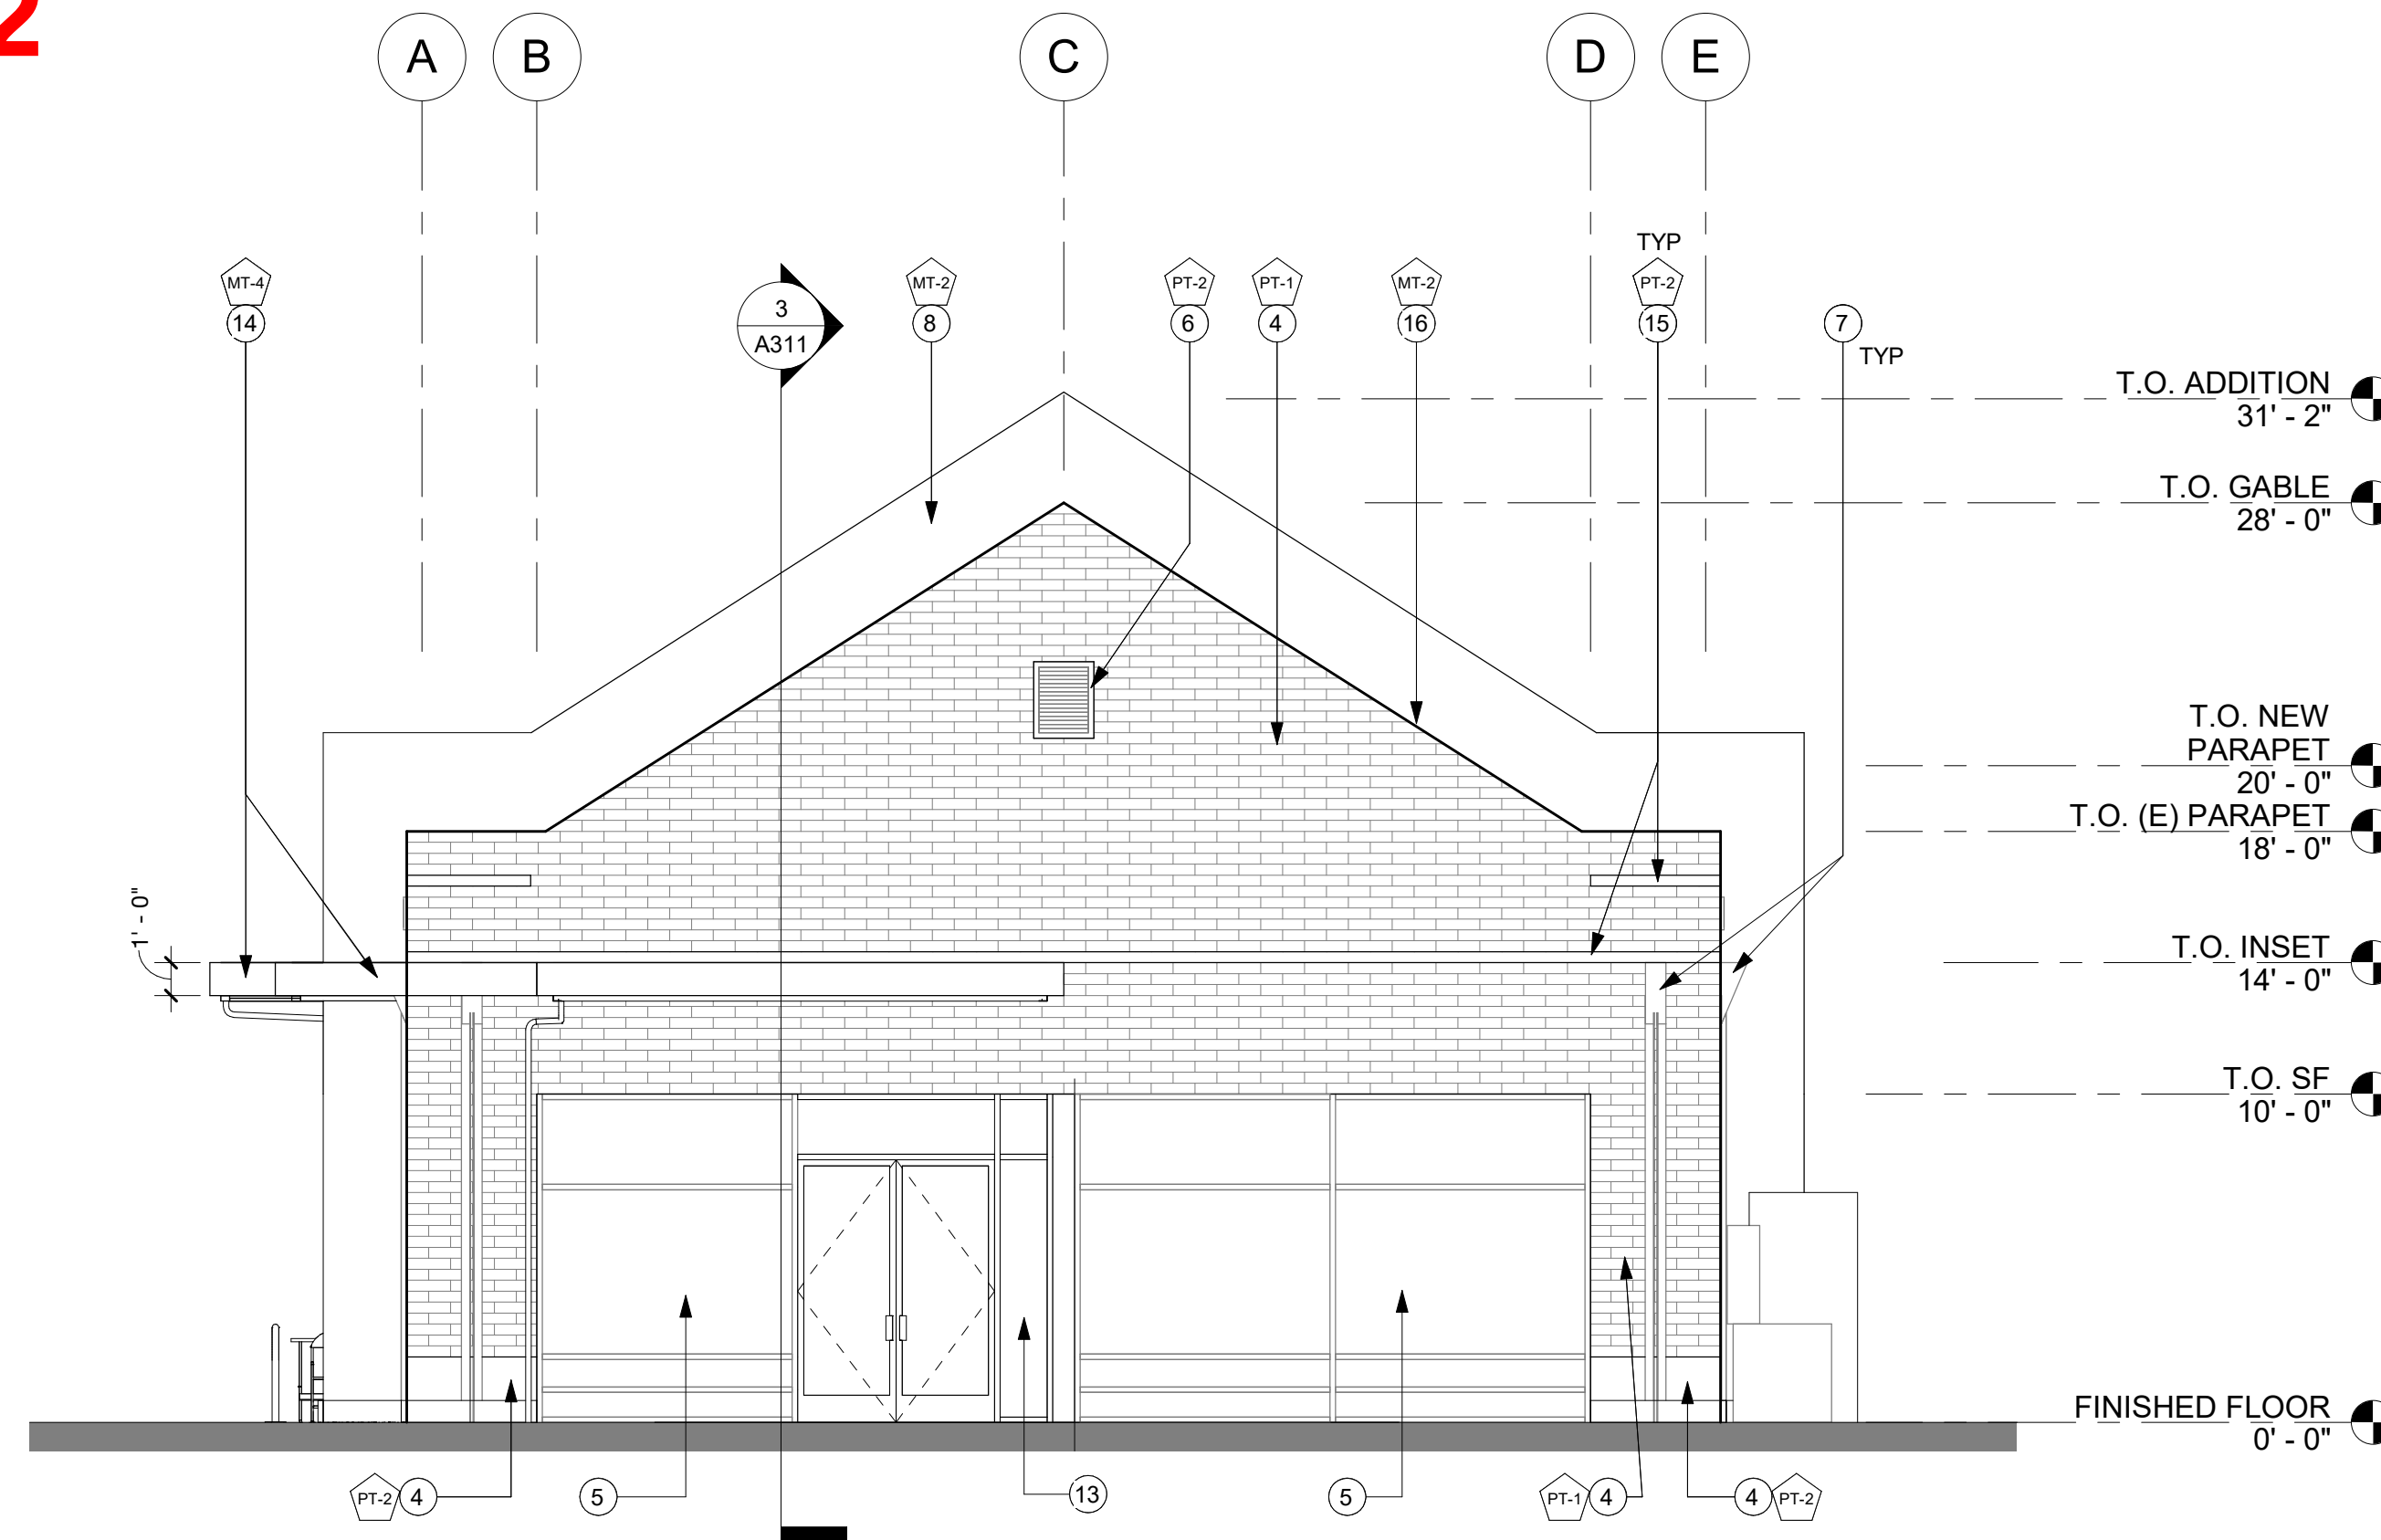 2
A
B
C
D
E
TYP
MT-4
14
3
A311
MT-2
8
PT-2
6
PT-1
4
MT-2
16
PT-2
15
7
TYP
T.O. ADDITION
31' - 2"
T.O. GABLE
28' - 0"
T.O. NEW
PARAPET
20' - 0"
T.O. (E) PARAPET
18' - 0"
1' - 0"
T.O. INSET
14' - 0"
T.O. SF
10' - 0"
FINISHED FLOOR
0' - 0"
PT-2
4
5
13
5
PT-1
4
4
PT-2